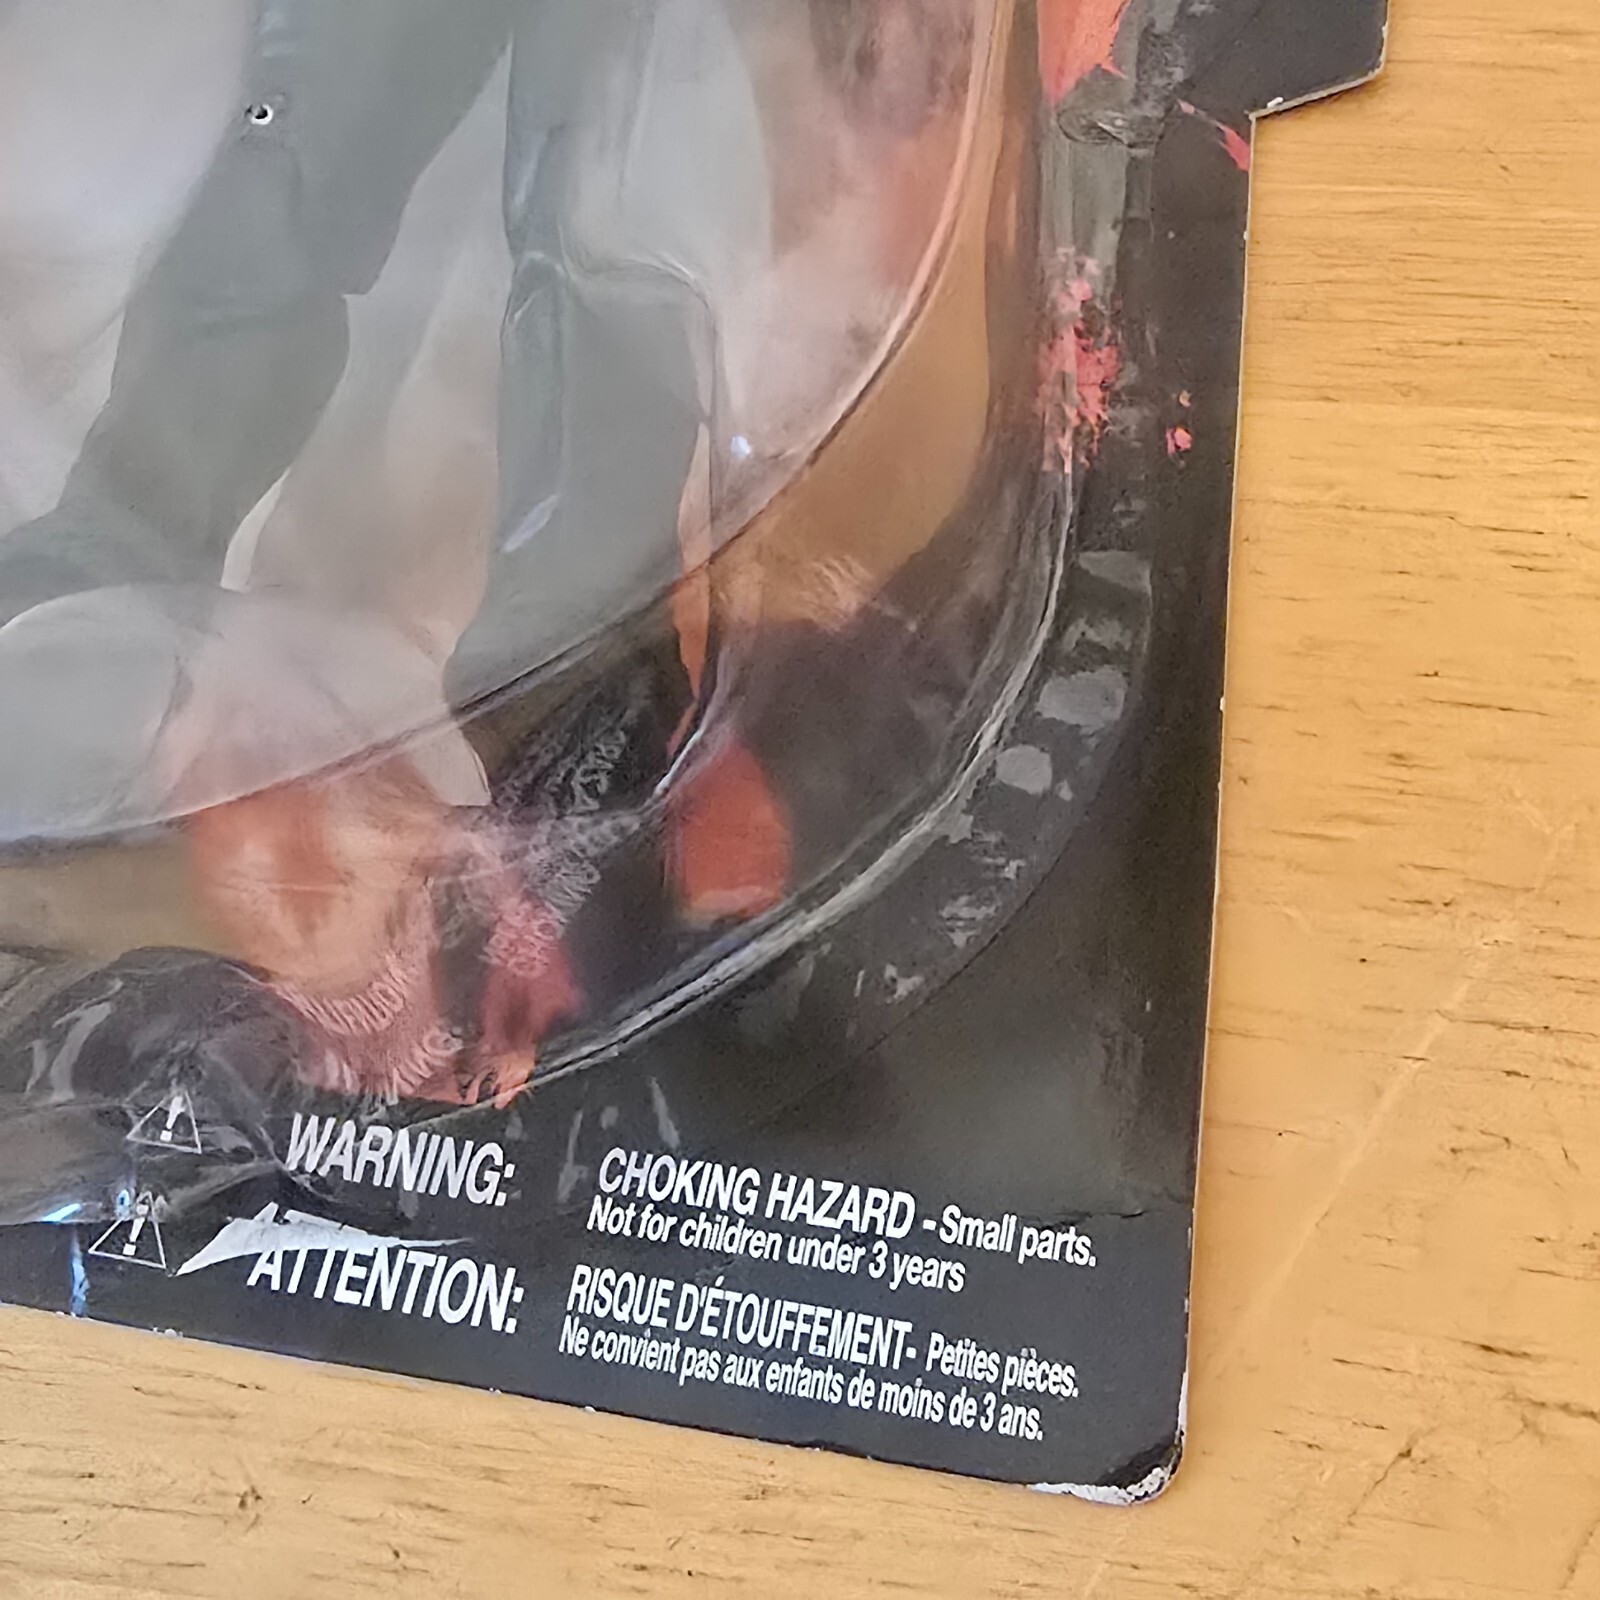 WARNING: CHOKING HAZARD - Small parts.
Not for children under 3 years
ATTENTION: RISQUE D'ÉTOUFFEMENT- Petites pièces.
Ne convient pas aux enfants de moins de 3 ans.